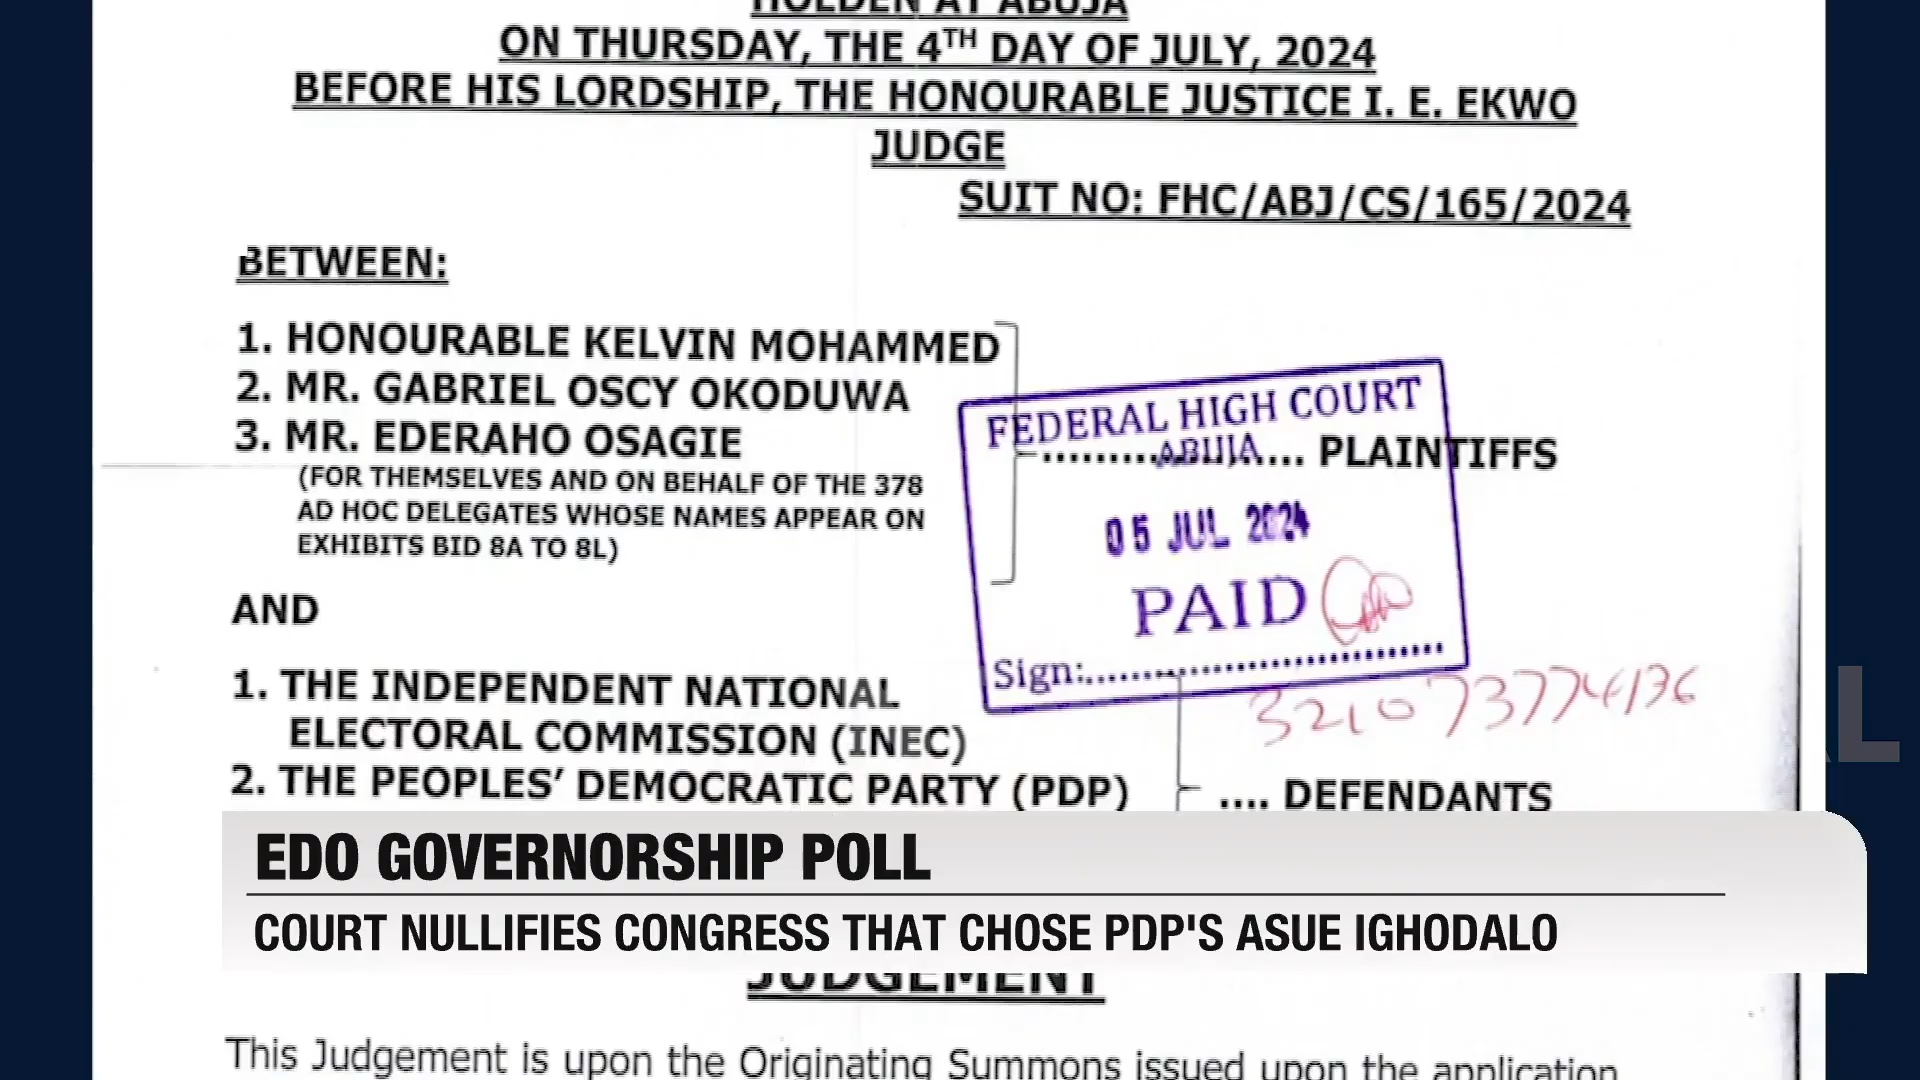 HOLDEN AT ABUJA
ON THURSDAY, THE 4TH DAY OF JULY, 2024
BEFORE HIS LORDSHIP, THE HONOURABLE JUSTICE I. E. EKWO
JUDGE
SUIT NO: FHC/ABJ/CS/165/2024
BETWEEN:
1. HONOURABLE KELVIN MOHAMMED
2. MR. GABRIEL OSCY OKODUWA
3. MR. EDERAHO OSAGIE
(FOR THEMSELVES AND ON BEHALF OF THE 378
AD HOC DELEGATES WHOSE NAMES APPEAR ON
EXHIBITS BID 8A TO 8L)
............... PLAINTIFFS
FEDERAL HIGH COURT
ABUJA
05 JUL 2024
PAID
Sign:........................................
321073774136
AND
1. THE INDEPENDENT NATIONAL
ELECTORAL COMMISSION (INEC)
2. THE PEOPLES' DEMOCRATIC PARTY (PDP)
.... DEFENDANTS
EDO GOVERNORSHIP POLL
COURT NULLIFIES CONGRESS THAT CHOSE PDP'S ASUE IGHODALO
JUDGEMENT
This Judgement is upon the Originating Summons issued upon the application